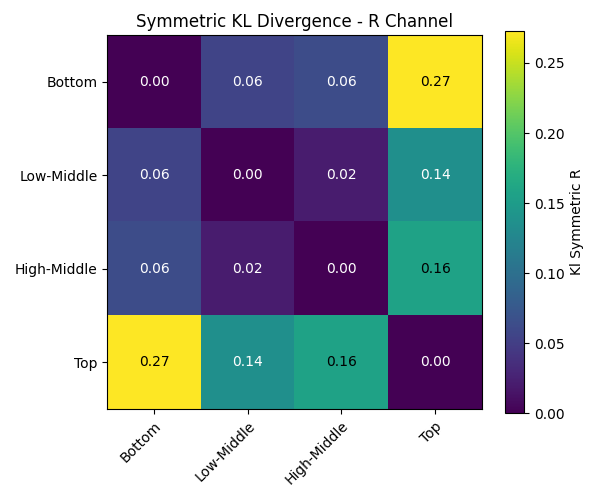 Symmetric KL Divergence - R Channel
Bottom 0.00 0.06 0.06 0.27
Low-Middle 0.06 0.00 0.02 0.14
High-Middle 0.06 0.02 0.00 0.16
Top 0.27 0.14 0.16 0.00
Bottom Low-Middle High-Middle Top
0.25
0.20
0.15
0.10
0.05
0.00
Kl Symmetric R